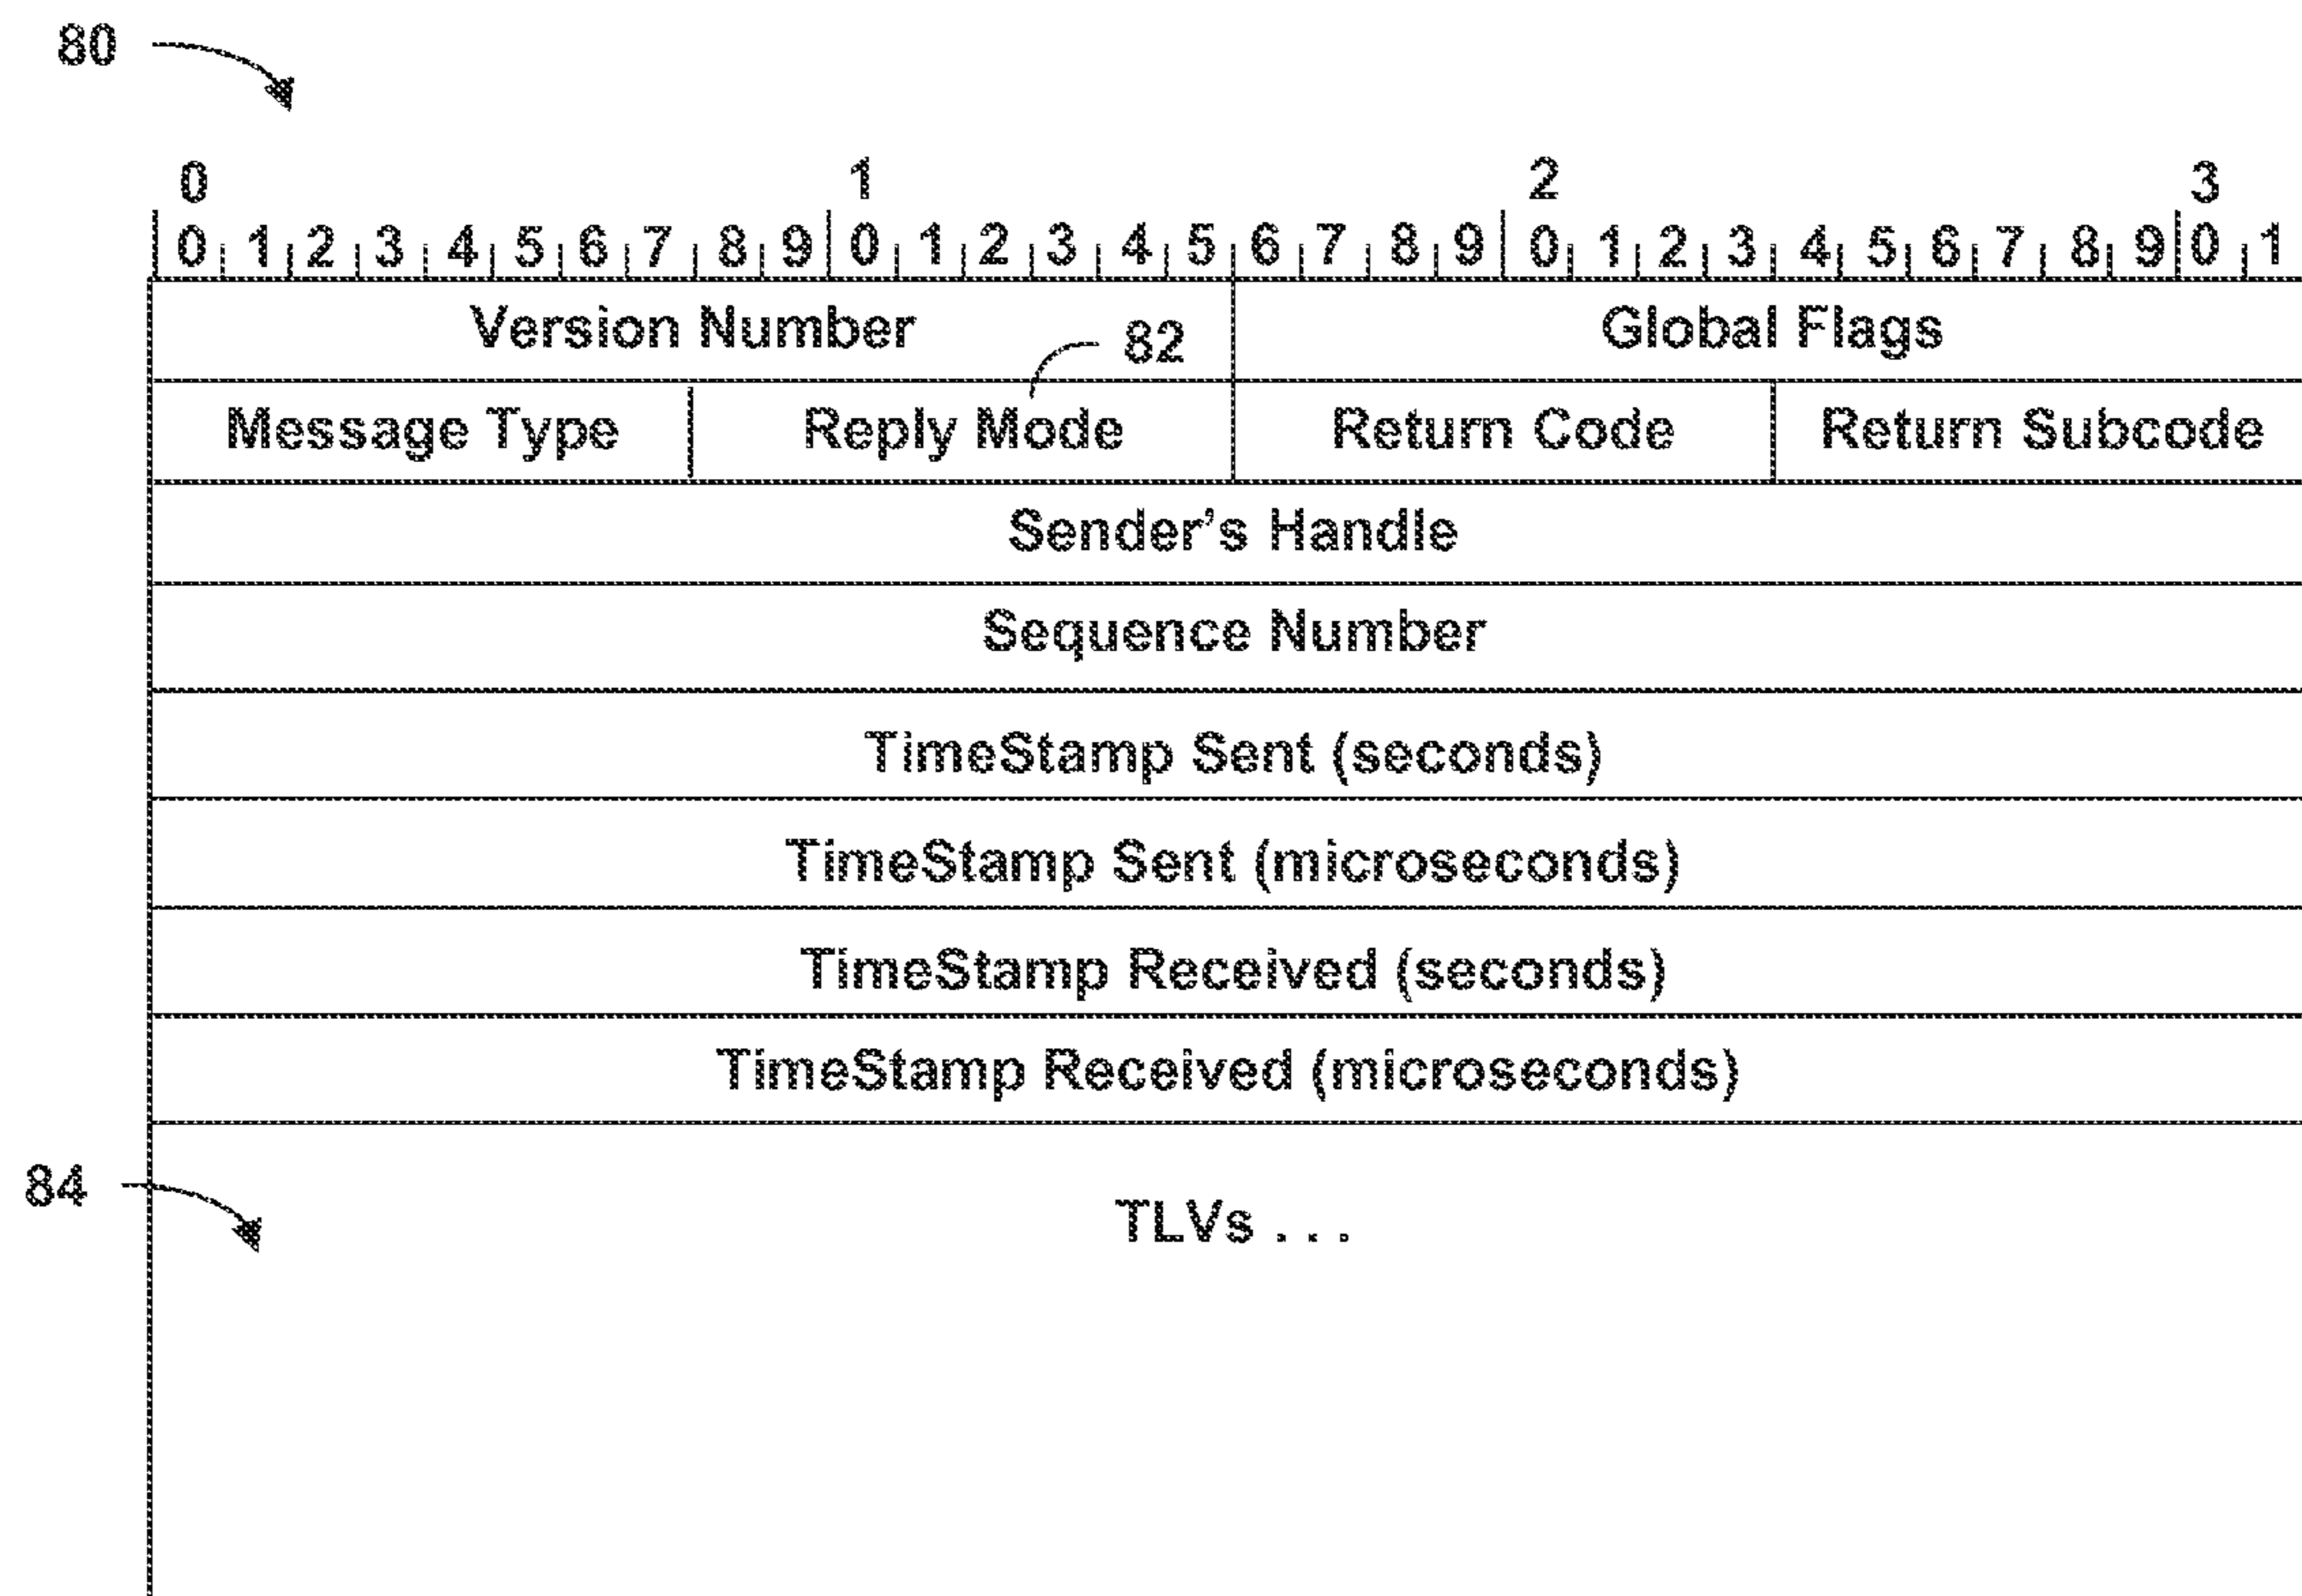 80
0 1 2 3
0 1 2 3 4 5 6 7 8 9 0 1 2 3 4 5 6 7 8 9 0 1 2 3 4 5 6 7 8 9 0 1
Version Number 82 Global Flags
Message Type Reply Mode Return Code Return Subcode
Sender's Handle
Sequence Number
TimeStamp Sent (seconds)
TimeStamp Sent (microseconds)
TimeStamp Received (seconds)
TimeStamp Received (microseconds)
84 TLVs . . .